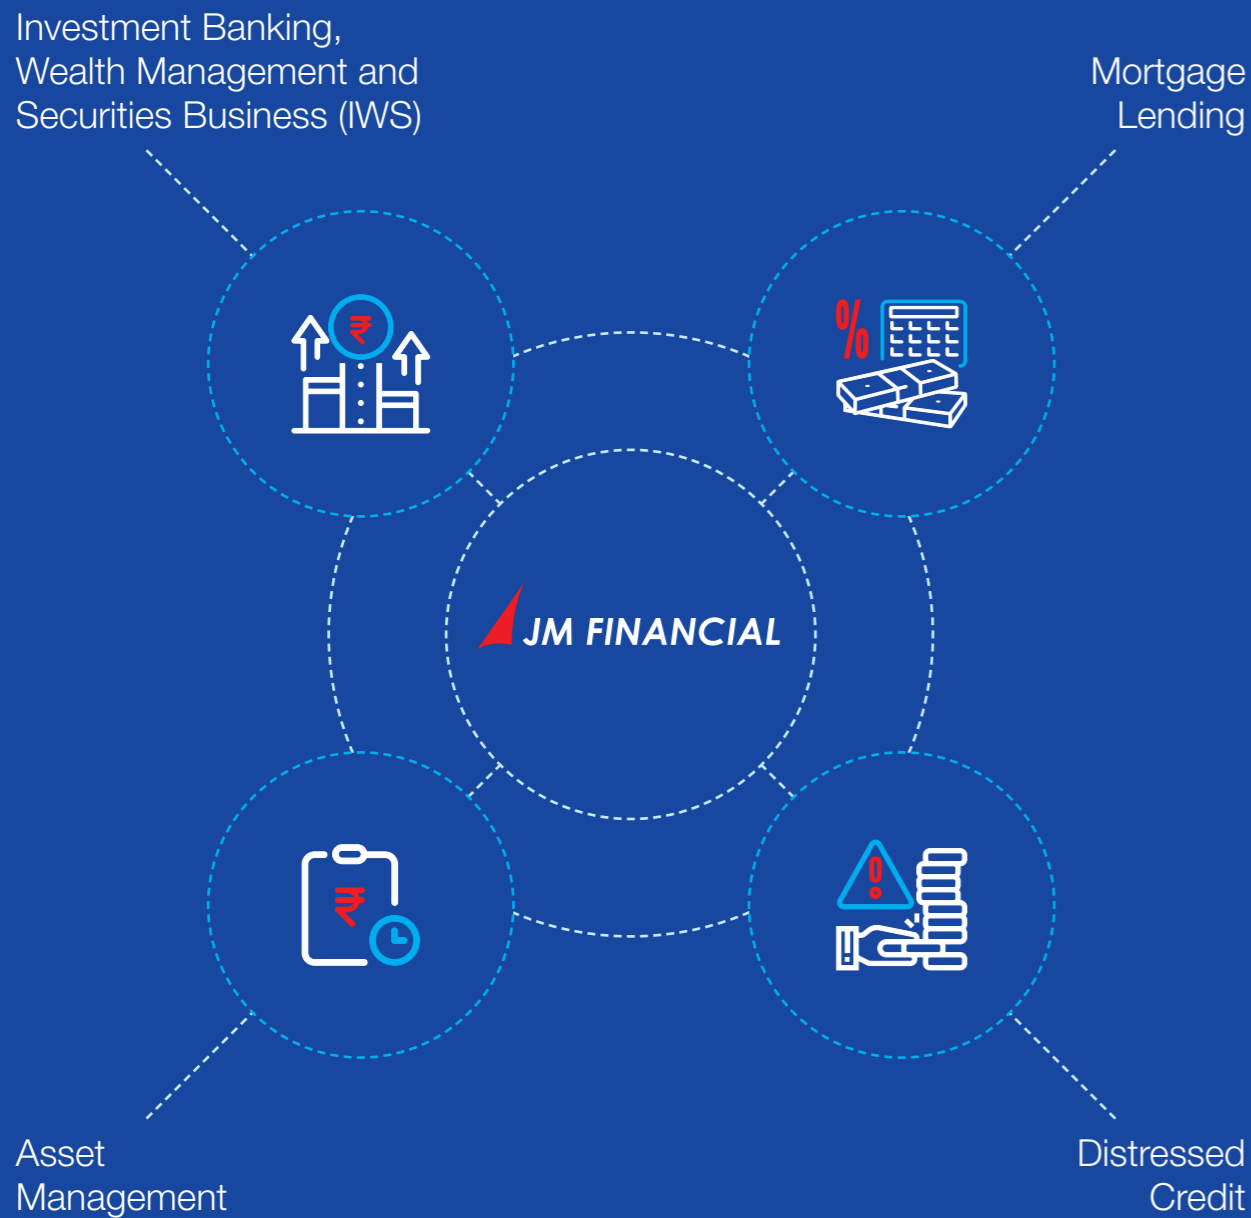 Investment Banking,
Wealth Management and
Securities Business (IWS)
Mortgage
Lending
₹
%
JM FINANCIAL
₹
!
Asset
Management
Distressed
Credit